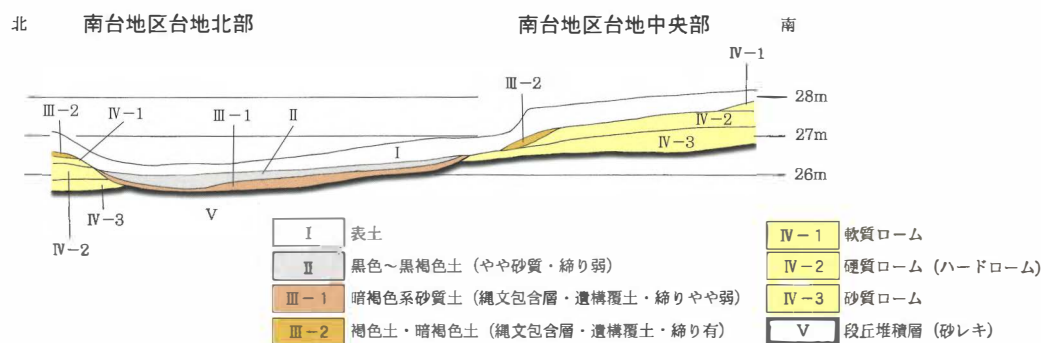 北 南台地区台地北部 南台地区台地中央部 南
Ⅳ-1
Ⅲ-2
Ⅲ-2 Ⅳ-1 Ⅲ-1 Ⅱ
28m
Ⅳ-2
27m
Ⅰ
Ⅳ-3
26m
Ⅴ
Ⅳ-3
Ⅳ-2
Ⅰ 表土
Ⅱ 黒色～黒褐色土（やや砂質・締り弱）
Ⅲ-1 暗褐色系砂質土（縄文包含層・遺構覆土・締りやや弱）
Ⅲ-2 褐色土・暗褐色土（縄文包含層・遺構覆土・締り有）
Ⅳ-1 軟質ローム
Ⅳ-2 硬質ローム（ハードローム）
Ⅳ-3 砂質ローム
Ⅴ 段丘堆積層（砂レキ）